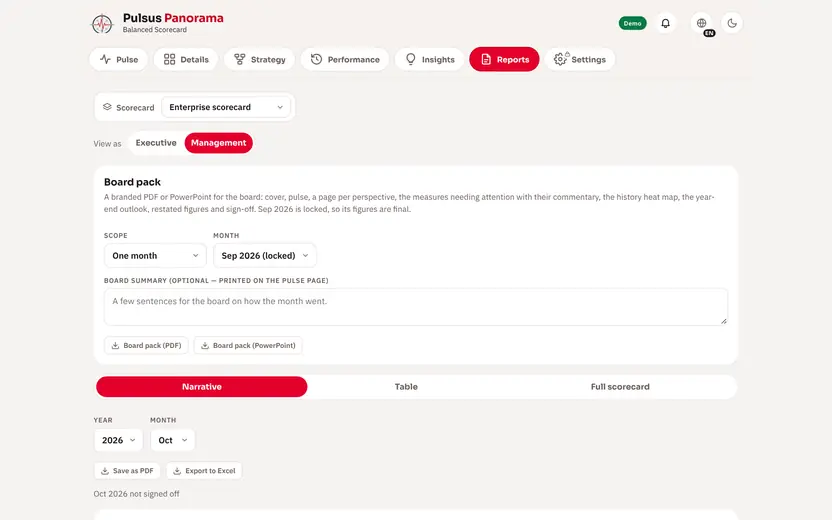 Pulsus Panorama
Balanced Scorecard
Demo
EN
Pulse
Details
Strategy
Performance
Insights
Reports
Settings
Scorecard
Enterprise scorecard
View as
Executive
Management
Board pack
A branded PDF or PowerPoint for the board: cover, pulse, a page per perspective, the measures needing attention with their commentary, the history heat map, the year-
end outlook, restated figures and sign-off. Sep 2026 is locked, so its figures are final.
SCOPE
MONTH
One month
Sep 2026 (locked)
BOARD SUMMARY (OPTIONAL — PRINTED ON THE PULSE PAGE)
A few sentences for the board on how the month went.
Board pack (PDF)
Board pack (PowerPoint)
Narrative
Table
Full scorecard
YEAR
MONTH
2026
Oct
Save as PDF
Export to Excel
Oct 2026 not signed off